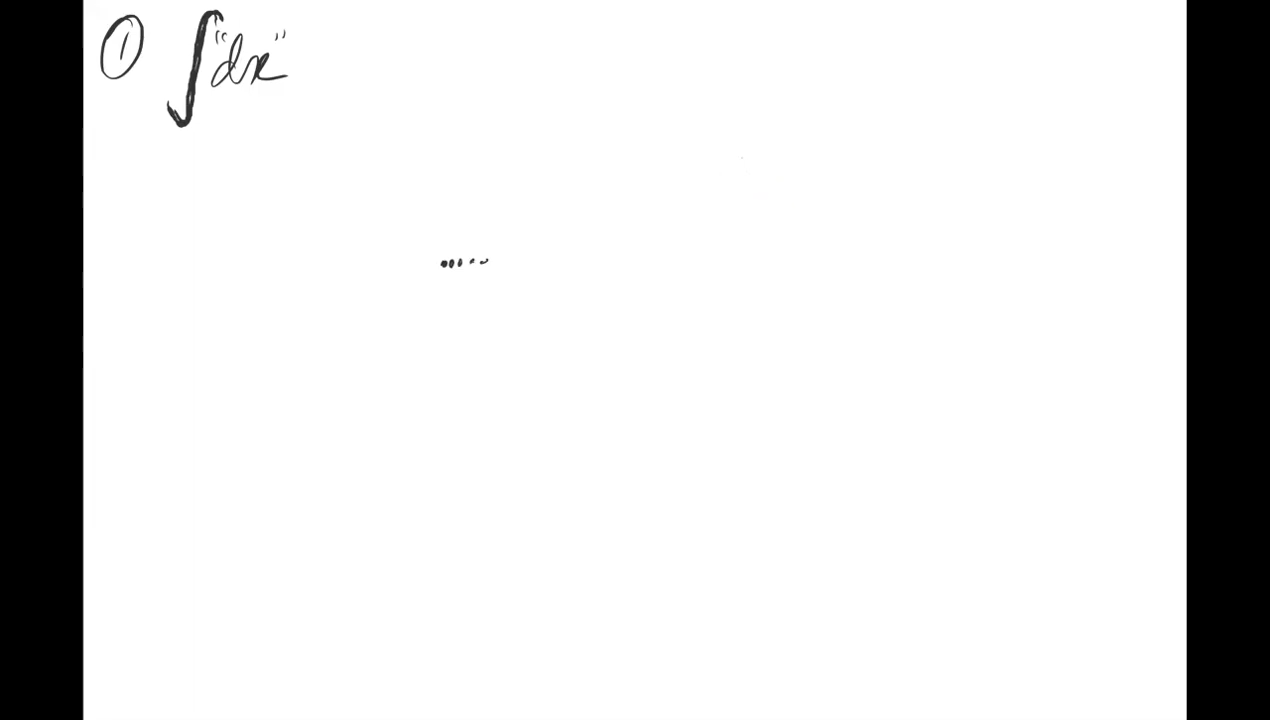 ① ∫"dx"
.....